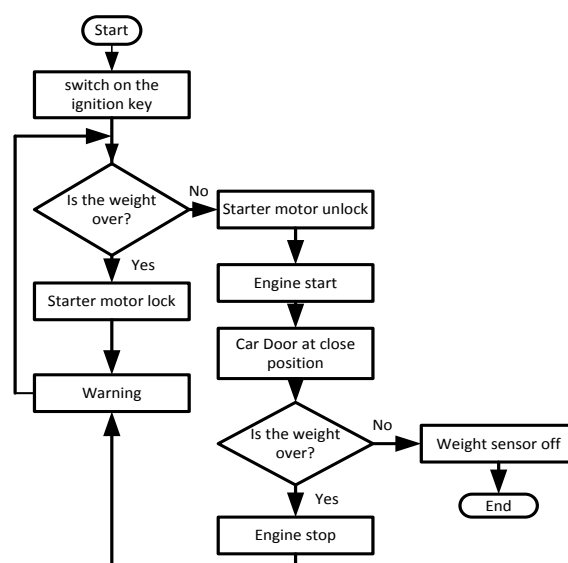 Start
switch on the
ignition key
Is the weight
over?
No
Starter motor unlock
Yes
Engine start
Starter motor lock
Car Door at close
position
Warning
Is the weight
over?
No
Weight sensor off
Yes
End
Engine stop